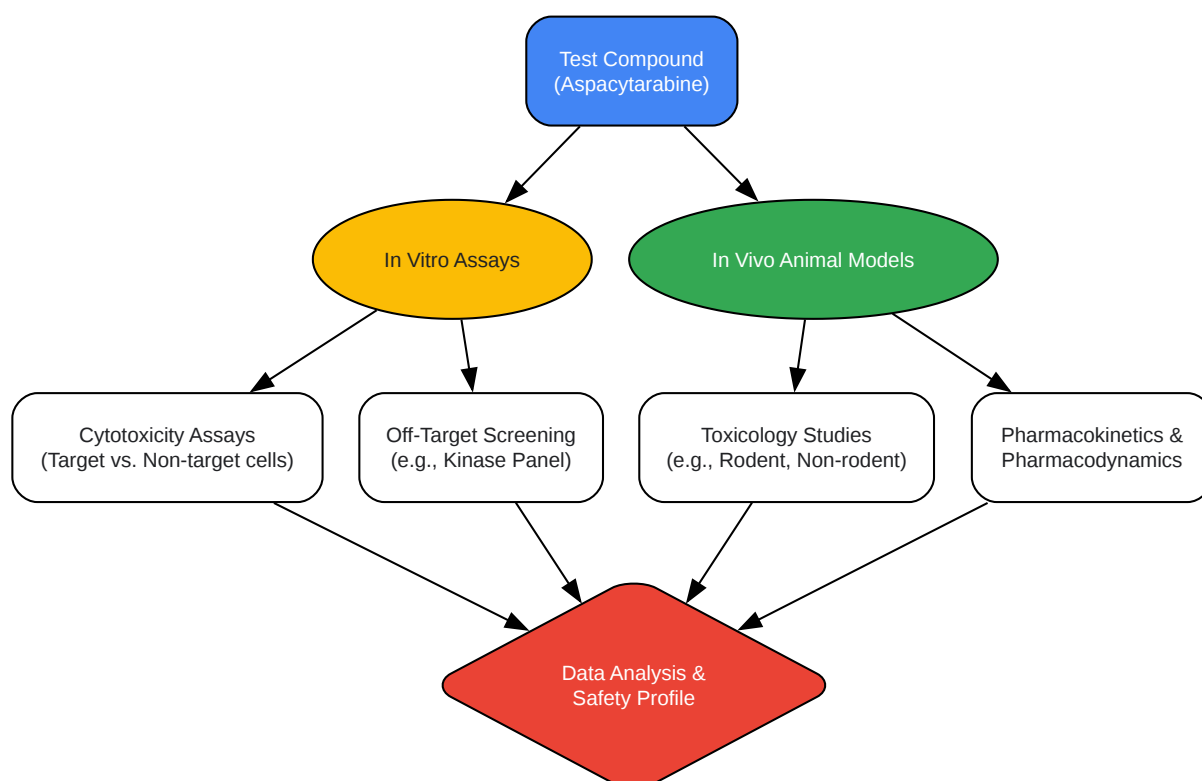 Test Compound
(Aspacytarabine)
In Vitro Assays
In Vivo Animal Models
Cytotoxicity Assays
(Target vs. Non-target cells)
Off-Target Screening
(e.g., Kinase Panel)
Toxicology Studies
(e.g., Rodent, Non-rodent)
Pharmacokinetics &
Pharmacodynamics
Data Analysis &
Safety Profile